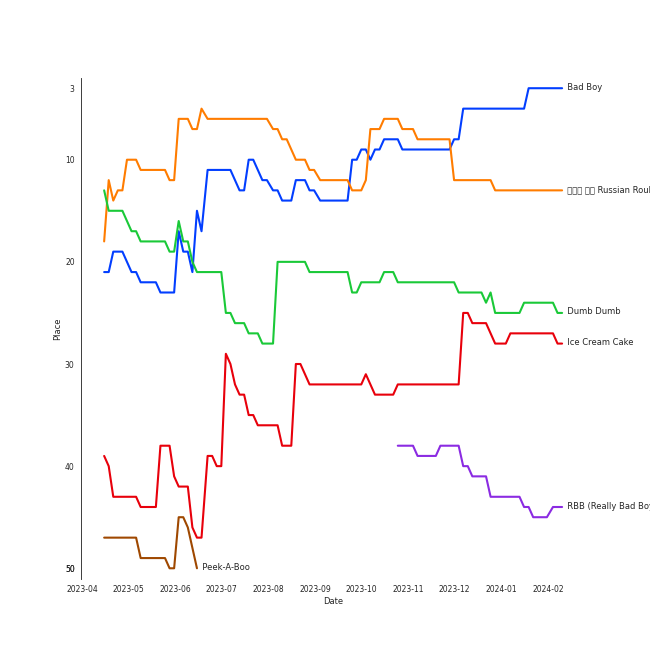 3
Bad Boy
10
Russian Roul
20
Dumb Dumb
Place
Ice Cream Cake
30
40
RBB (Really Bad Boy
50
Peek-A-Boo
2023-04 2023-05 2023-06 2023-07 2023-08 2023-09 2023-10 2023-11 2023-12 2024-01 2024-02
Date